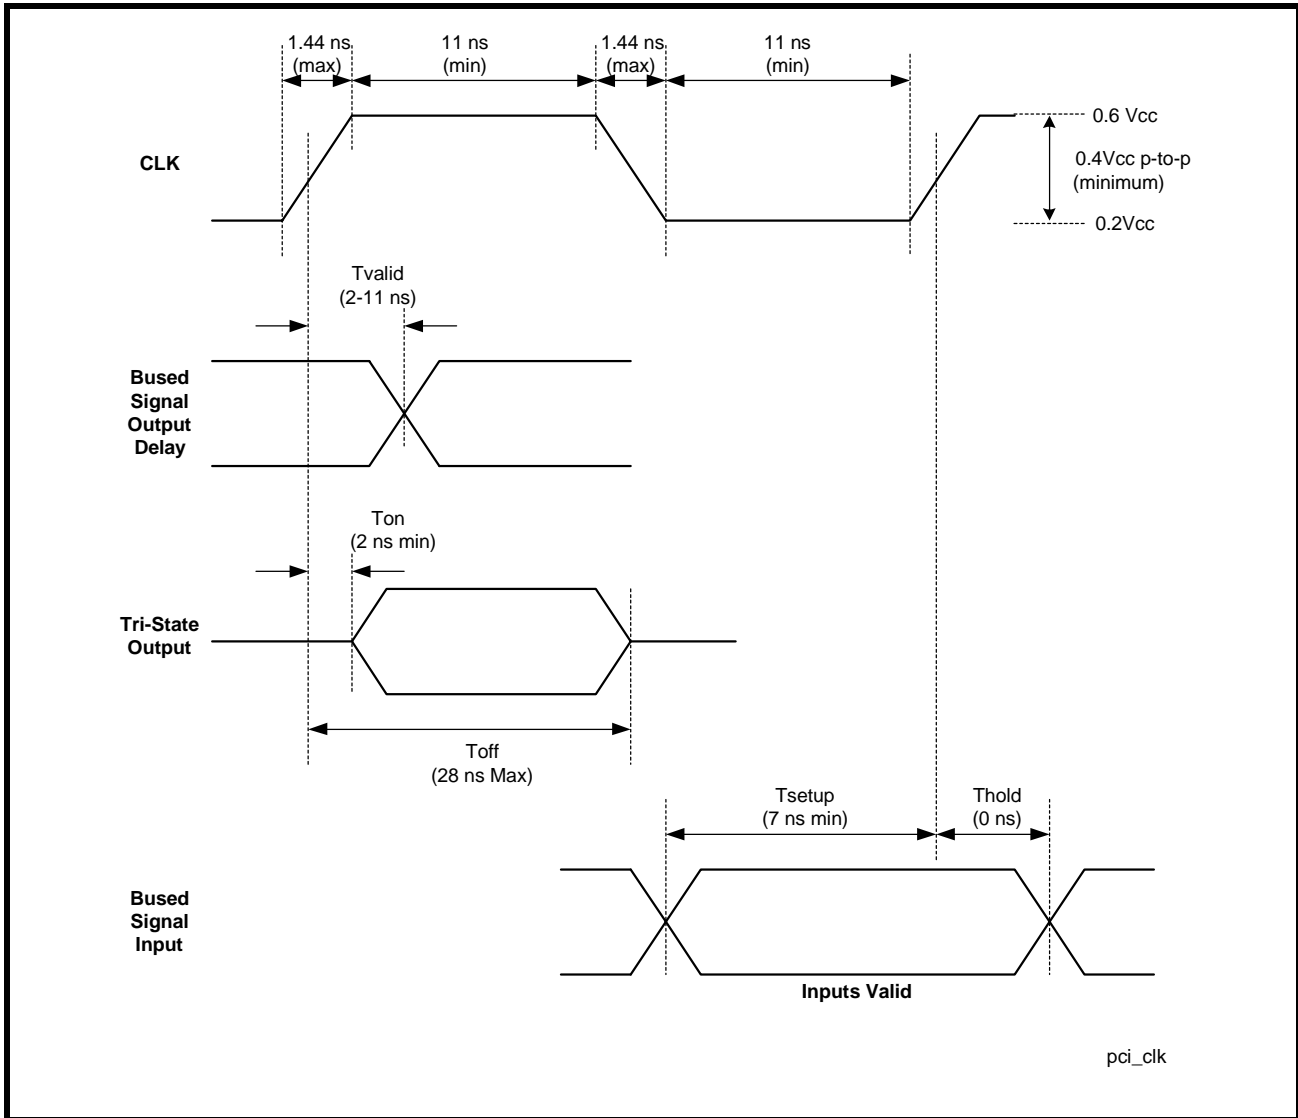 1.44 ns
(max)
11 ns
(min)
1.44 ns
(max)
11 ns
(min)
CLK
0.6 Vcc
0.4Vcc p-to-p
(minimum)
0.2Vcc
Tvalid
(2-11 ns)
Bused
Signal
Output
Delay
Ton
(2 ns min)
Tri-State
Output
Toff
(28 ns Max)
Tsetup
(7 ns min)
Thold
(0 ns)
Bused
Signal
Input
Inputs Valid
pci_clk